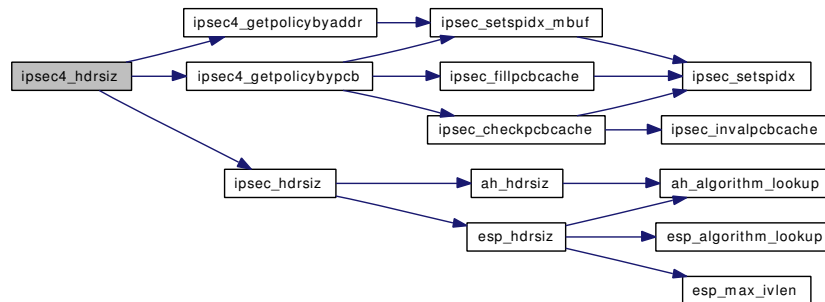 ipsec4_getpolicybyaddr
ipsec_setspidx_mbuf
ipsec4_hdrsiz
ipsec4_getpolicybypcb
ipsec_fillpcbcache
ipsec_setspidx
ipsec_checkpcbcache
ipsec_invalpcbcache
ipsec_hdrsiz
ah_hdrsiz
ah_algorithm_lookup
esp_hdrsiz
esp_algorithm_lookup
esp_max_ivlen